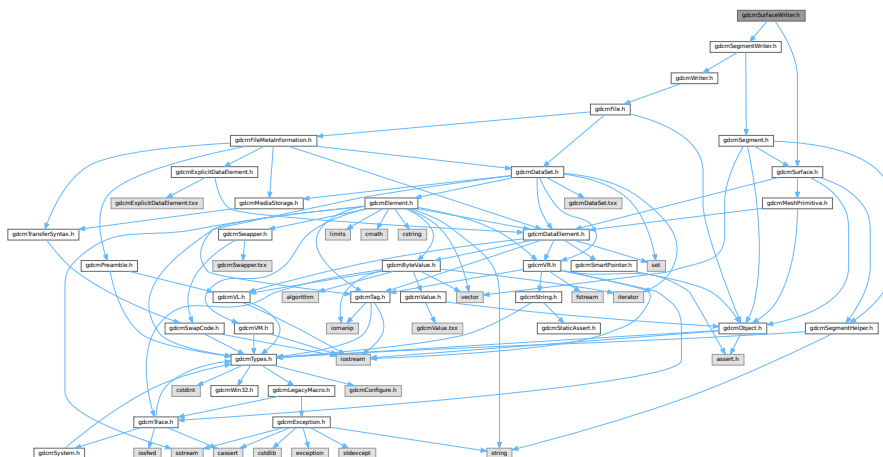 gdcmSurfaceWriter.h
gdcmSegmentWriter.h
gdcmWriter.h
gdcmFile.h
gdcmFileMetaInformation.h
gdcmSegment.h
gdcmExplicitDataElement.h
gdcmDataSet.h
gdcmSurface.h
gdcmExplicitDataElement.txx
gdcmMediaStorage.h
gdcmElement.h
gdcmDataSet.txx
gdcmMeshPrimitive.h
gdcmTransferSyntax.h
gdcmSwapper.h
limits
cmath
cstring
gdcmDataElement.h
gdcmPreamble.h
gdcmSwapper.txx
gdcmByteValue.h
gdcmVR.h
gdcmSmartPointer.h
set
gdcmVL.h
algorithm
gdcmTag.h
gdcmValue.h
vector
gdcmString.h
fstream
iterator
gdcmSwapCode.h
gdcmVM.h
iomanip
gdcmValue.txx
gdcmStaticAssert.h
gdcmObject.h
gdcmSegmentHelper.h
gdcmTypes.h
iostream
assert.h
cstdint
gdcmWin32.h
gdcmLegacyMacro.h
gdcmConfigure.h
gdcmTrace.h
gdcmException.h
gdcmSystem.h
iosfwd
sstream
cassert
cstdlib
exception
stdexcept
string